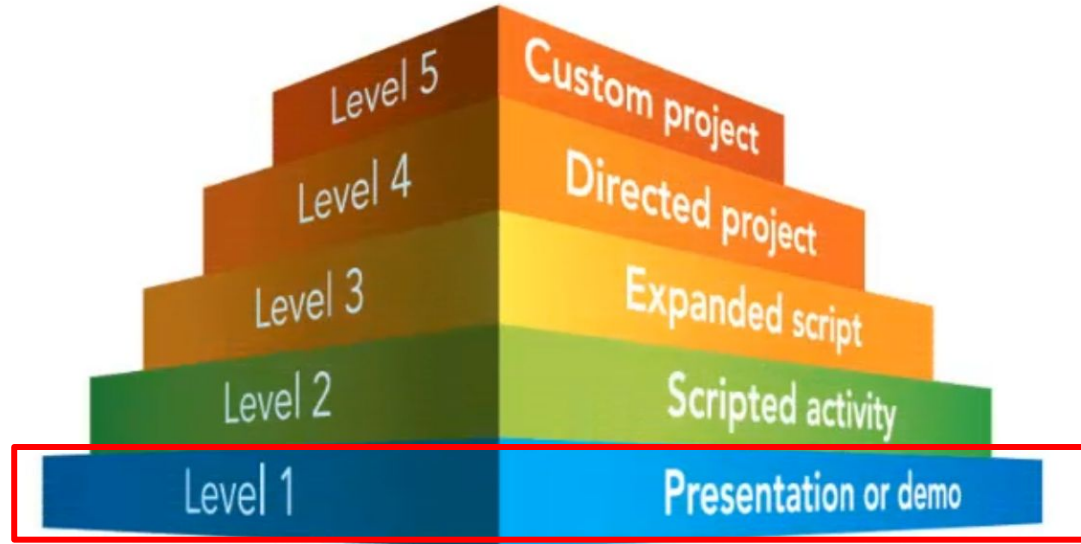 Level 5 Custom project
Level 4 Directed project
Level 3 Expanded script
Level 2 Scripted activity
Level 1 Presentation or demo